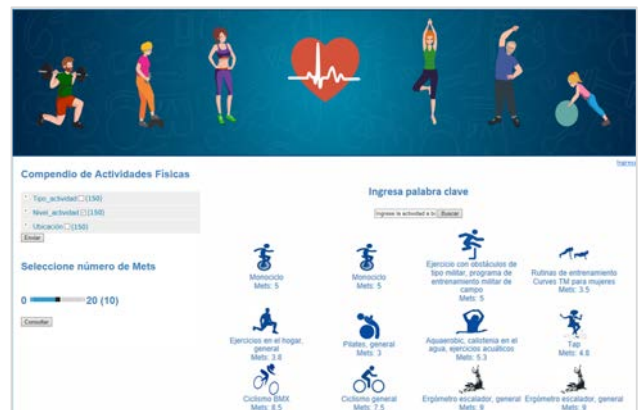 Ingreso
Compendio de Actividades Físicas
Tipo_actividad (150)
Nivel_actividad (150)
Ubicación (150)
Enviar
Seleccione número de Mets
0 20 (10)
Consultar
Ingresa palabra clave
Ingrese la actividad a b Buscar
Monociclo
Mets: 5
Monociclo
Mets: 5
Ejercicio con obstáculos de
tipo militar, programa de
entrenamiento militar de
campo
Mets: 5
Rutinas de entrenamiento
Curves TM para mujeres
Mets: 3.5
Ejercicios en el hogar,
general
Mets: 3.8
Pilates, general
Mets: 3
Aquaerobic, calistenia en el
agua, ejercicios acuáticos
Mets: 5.3
Tap
Mets: 4.8
Ciclismo BMX
Mets: 8.5
Ciclismo general
Mets: 7.5
Ergómetro escalador, general
Mets: 9
Ergómetro escalador, general
Mets: 9